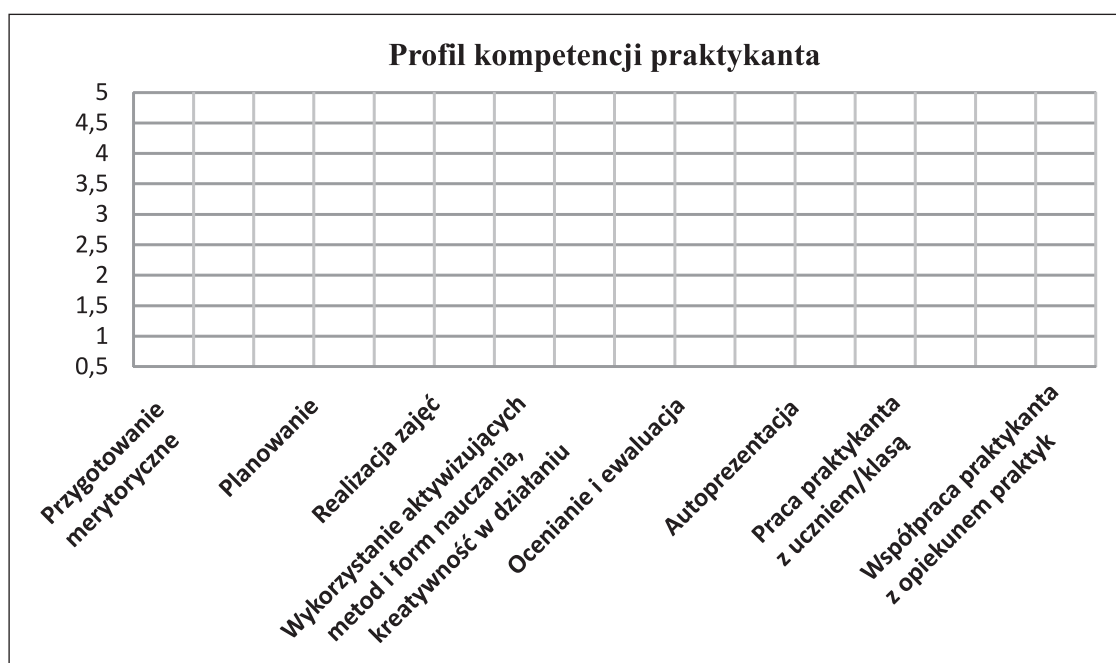 Profil kompetencji praktykanta
5
4,5
4
3,5
3
2,5
2
1,5
1
0,5
Przygotowanie
merytoryczne
Planowanie
Realizacja zajęć
Wykorzystanie aktywizujących
metod i form nauczania,
kreatywność w działaniu
Ocenianie i ewaluacja
Autoprezentacja
Praca praktykanta
z uczniem/klasą
Współpraca praktykanta
z opiekunem praktyk